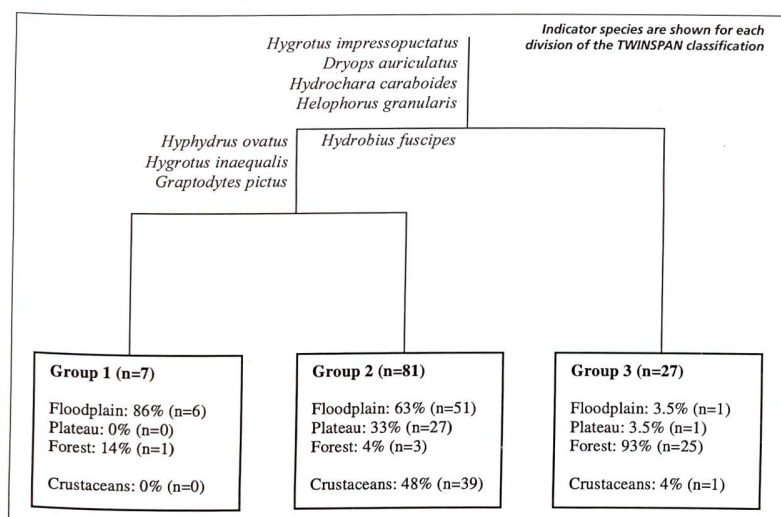 Indicator species are shown for each
division of the TWINSPAN classification
Hygrotus impressopuctatus
Dryops auriculatus
Hydrochara caraboides
Helophorus granularis
Hyphydrus ovatus
Hygrotus inaequalis
Graptodytes pictus
Hydrobius fuscipes
Group 1 (n=7)
Floodplain: 86% (n=6)
Plateau: 0% (n=0)
Forest: 14% (n=1)
Crustaceans: 0% (n=0)
Group 2 (n=81)
Floodplain: 63% (n=51)
Plateau: 33% (n=27)
Forest: 4% (n=3)
Crustaceans: 48% (n=39)
Group 3 (n=27)
Floodplain: 3.5% (n=1)
Plateau: 3.5% (n=1)
Forest: 93% (n=25)
Crustaceans: 4% (n=1)